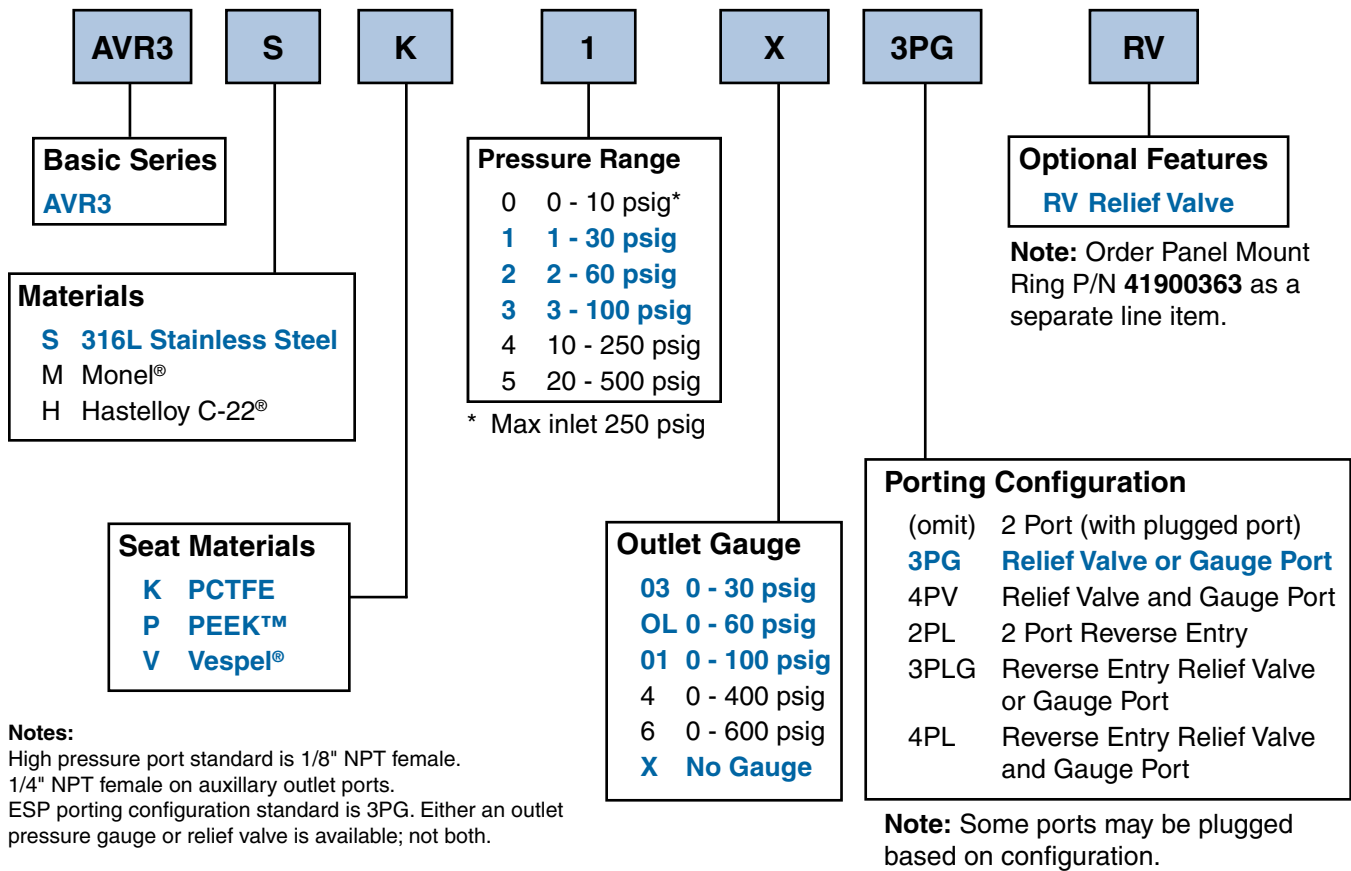 AVR3 S K 1 X 3PG RV
Basic Series
AVR3
Materials
S 316L Stainless Steel
M Monel®
H Hastelloy C-22®
Seat Materials
K PCTFE
P PEEK™
V Vespel®
Pressure Range
0 0 - 10 psig*
1 1 - 30 psig
2 2 - 60 psig
3 3 - 100 psig
4 10 - 250 psig
5 20 - 500 psig
* Max inlet 250 psig
Outlet Gauge
03 0 - 30 psig
OL 0 - 60 psig
01 0 - 100 psig
4 0 - 400 psig
6 0 - 600 psig
X No Gauge
Porting Configuration
(omit) 2 Port (with plugged port)
3PG Relief Valve or Gauge Port
4PV Relief Valve and Gauge Port
2PL 2 Port Reverse Entry
3PLG Reverse Entry Relief Valve
or Gauge Port
4PL Reverse Entry Relief Valve
and Gauge Port
Note: Some ports may be plugged
based on configuration.
Optional Features
RV Relief Valve
Note: Order Panel Mount
Ring P/N 41900363 as a
separate line item.
Notes:
High pressure port standard is 1/8" NPT female.
1/4" NPT female on auxillary outlet ports.
ESP porting configuration standard is 3PG. Either an outlet
pressure gauge or relief valve is available; not both.